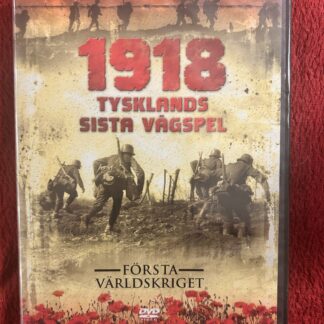 1918
TYSKLANDS
SISTA VÅGSPEL
FÖRSTA
VÄRLDSKRIGET
DVD